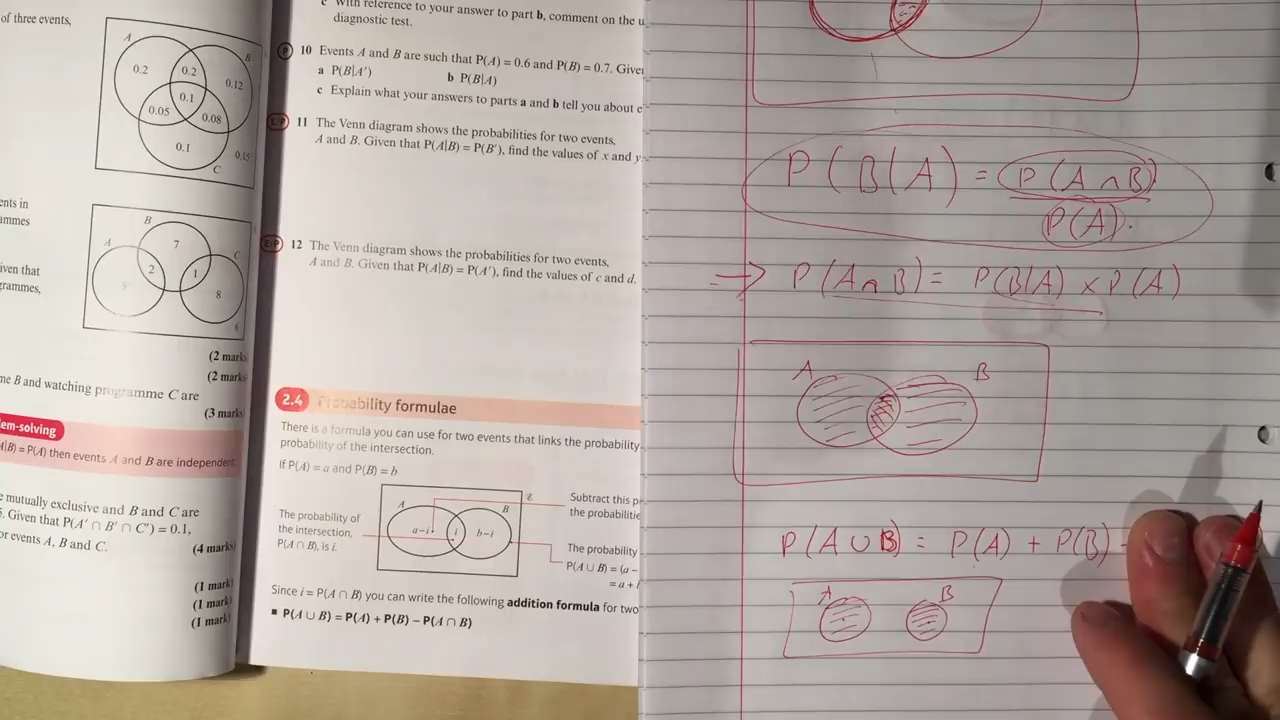 of three events,
A
B
0.2
0.2
0.12
0.1
0.05
0.08
0.1
0.15
C
ents in
ammes
B
A
7
C
2
1
5
8
6
iven that
grammes,
(2 mark
(2 mark
me B and watching programme C are
(3 mark
em-solving
A|B) = P(A) then events A and B are independent.
e mutually exclusive and B and C are
5. Given that P(A′ ∩ B′ ∩ C′) = 0.1,
or events A, B and C.
(4 marks
(1 mark
(1 mark
(1 mark
c With reference to your answer to part b, comment on the u
diagnostic test.
P 10 Events A and B are such that P(A) = 0.6 and P(B) = 0.7. Give
a P(B|A′) b P(B|A)
c Explain what your answers to parts a and b tell you about e
E/P 11 The Venn diagram shows the probabilities for two events,
A and B. Given that P(A|B) = P(B′), find the values of x and y.
E/P 12 The Venn diagram shows the probabilities for two events,
A and B. Given that P(A|B) = P(A′), find the values of c and d.
2.4 Probability formulae
There is a formula you can use for two events that links the probability
probability of the intersection.
If P(A) = a and P(B) = b
ℰ
A
B
a – i
i
b – i
The probability of
the intersection,
P(A ∩ B), is i.
Subtract this p
the probabilitie
The probability
P(A ∪ B) = (a –
= a +
Since i = P(A ∩ B) you can write the following addition formula for two
■ P(A ∪ B) = P(A) + P(B) – P(A ∩ B)
P(B|A) = P(A ∩ B)
P(A).
⇒ P(A ∩ B) = P(B|A) × P(A)
A B
P(A ∪ B) = P(A) + P(B) -
A B